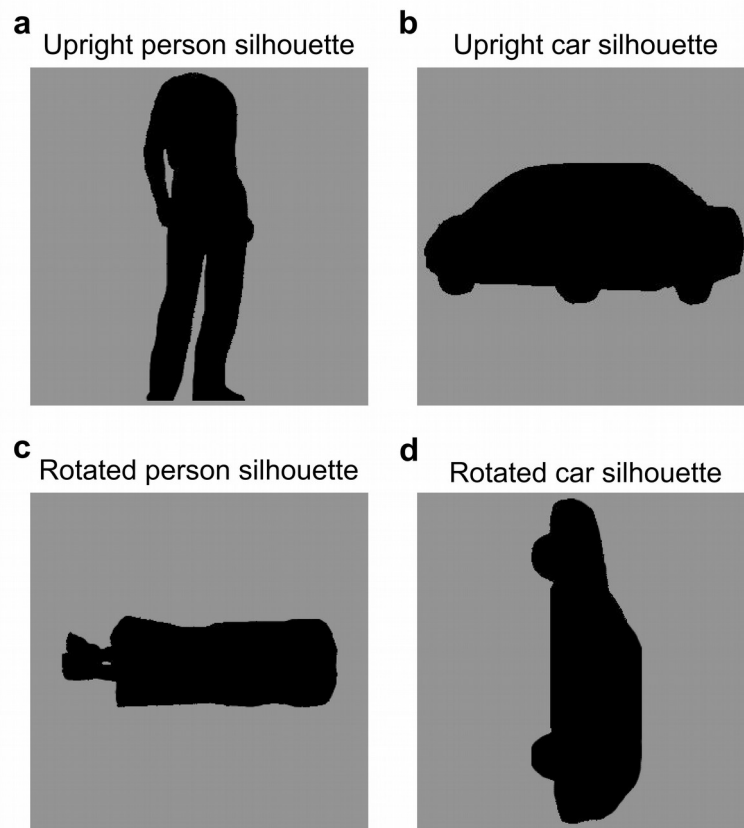 a
Upright person silhouette
b
Upright car silhouette
c
Rotated person silhouette
d
Rotated car silhouette